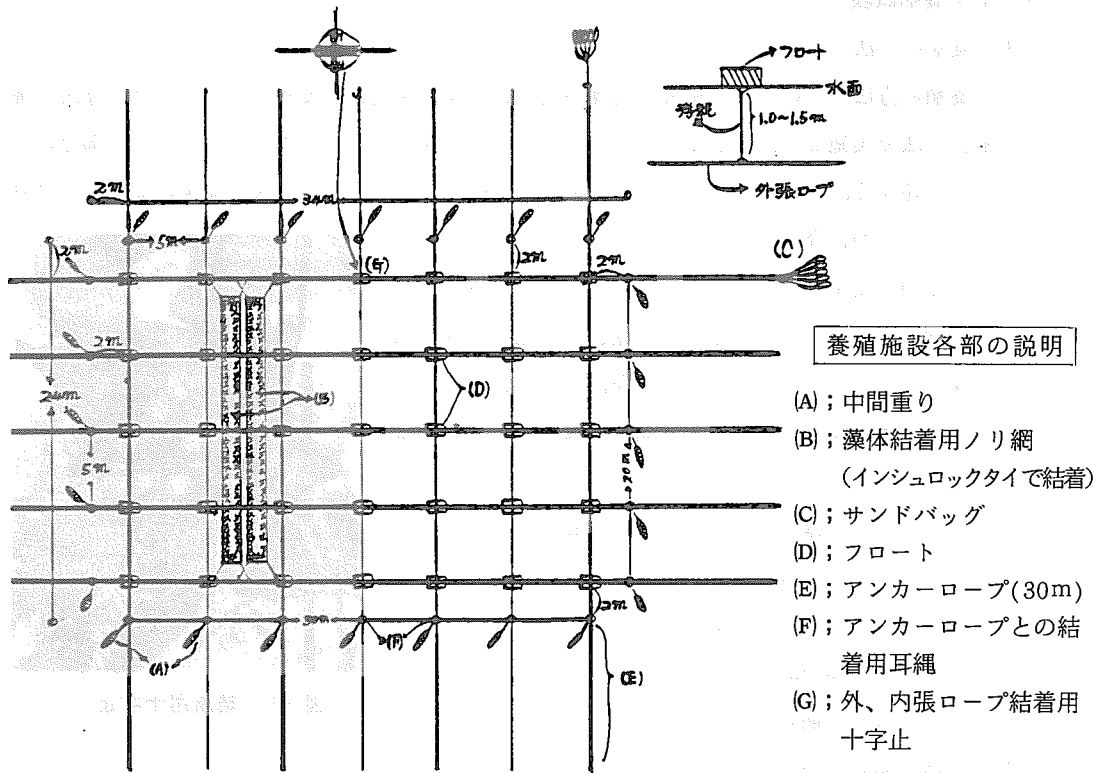 フロート
水面
1.0~1.5m
外張ロープ
2m
34m
5m
2m
2m
2m
(G)
(C)
2m
(D)
24m
(B)
5m
20m
2m
30m
(F)
(A)
(E)
養殖施設各部の説明
(A);中間重り
(B);藻体結着用ノリ網
(インシュロックタイで結着)
(C);サンドバッグ
(D);フロート
(E);アンカーロープ(30m)
(F);アンカーロープとの結
着用耳縄
(G);外、内張ロープ結着用
十字止